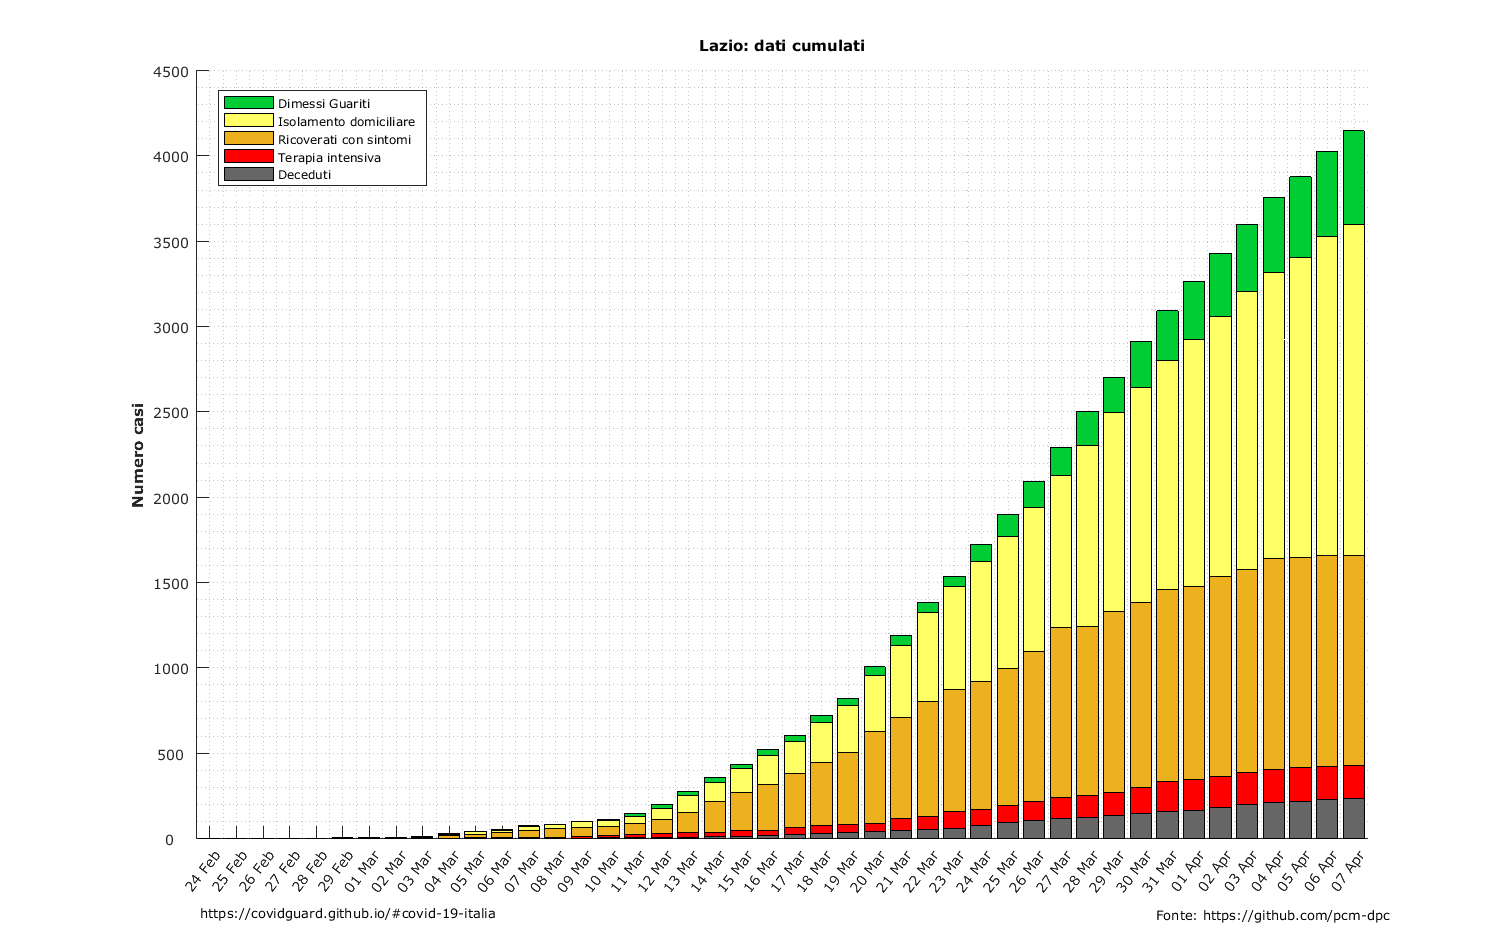 Lazio: dati cumulati
4500
4000
3500
3000
2500
2000
1500
1000
500
0
Numero casi
Dimessi Guariti
Isolamento domiciliare
Ricoverati con sintomi
Terapia intensiva
Deceduti
24 Feb
25 Feb
26 Feb
27 Feb
28 Feb
29 Feb
01 Mar
02 Mar
03 Mar
04 Mar
05 Mar
06 Mar
07 Mar
08 Mar
09 Mar
10 Mar
11 Mar
12 Mar
13 Mar
14 Mar
15 Mar
16 Mar
17 Mar
18 Mar
19 Mar
20 Mar
21 Mar
22 Mar
23 Mar
24 Mar
25 Mar
26 Mar
27 Mar
28 Mar
29 Mar
30 Mar
31 Mar
01 Apr
02 Apr
03 Apr
04 Apr
05 Apr
06 Apr
07 Apr
https://covidguard.github.io/#covid-19-italia
Fonte: https://github.com/pcm-dpc